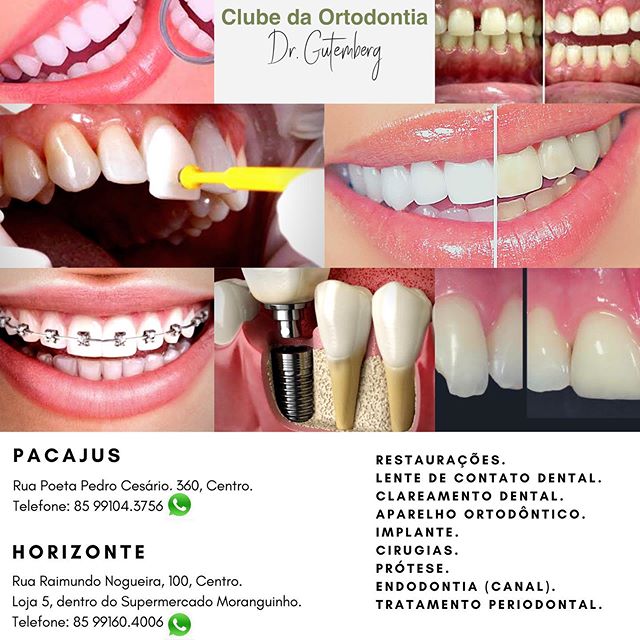 Clube da Ortodontia
Dr. Gutemberg
PACAJUS
Rua Poeta Pedro Cesário. 360, Centro.
Telefone: 85 99104.3756
HORIZONTE
Rua Raimundo Nogueira, 100, Centro.
Loja 5, dentro do Supermercado Moranguinho.
Telefone: 85 99160.4006
RESTAURAÇÕES.
LENTE DE CONTATO DENTAL.
CLAREAMENTO DENTAL.
APARELHO ORTODÔNTICO.
IMPLANTE.
CIRUGIAS.
PRÓTESE.
ENDODONTIA (CANAL).
TRATAMENTO PERIODONTAL.